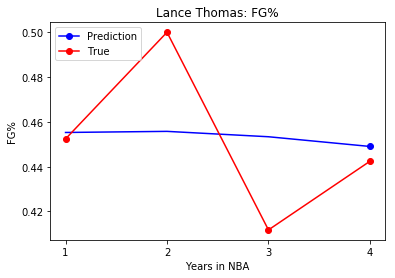 Lance Thomas: FG%
Prediction
True
FG%
0.50
0.48
0.46
0.44
0.42
1 2 3 4
Years in NBA